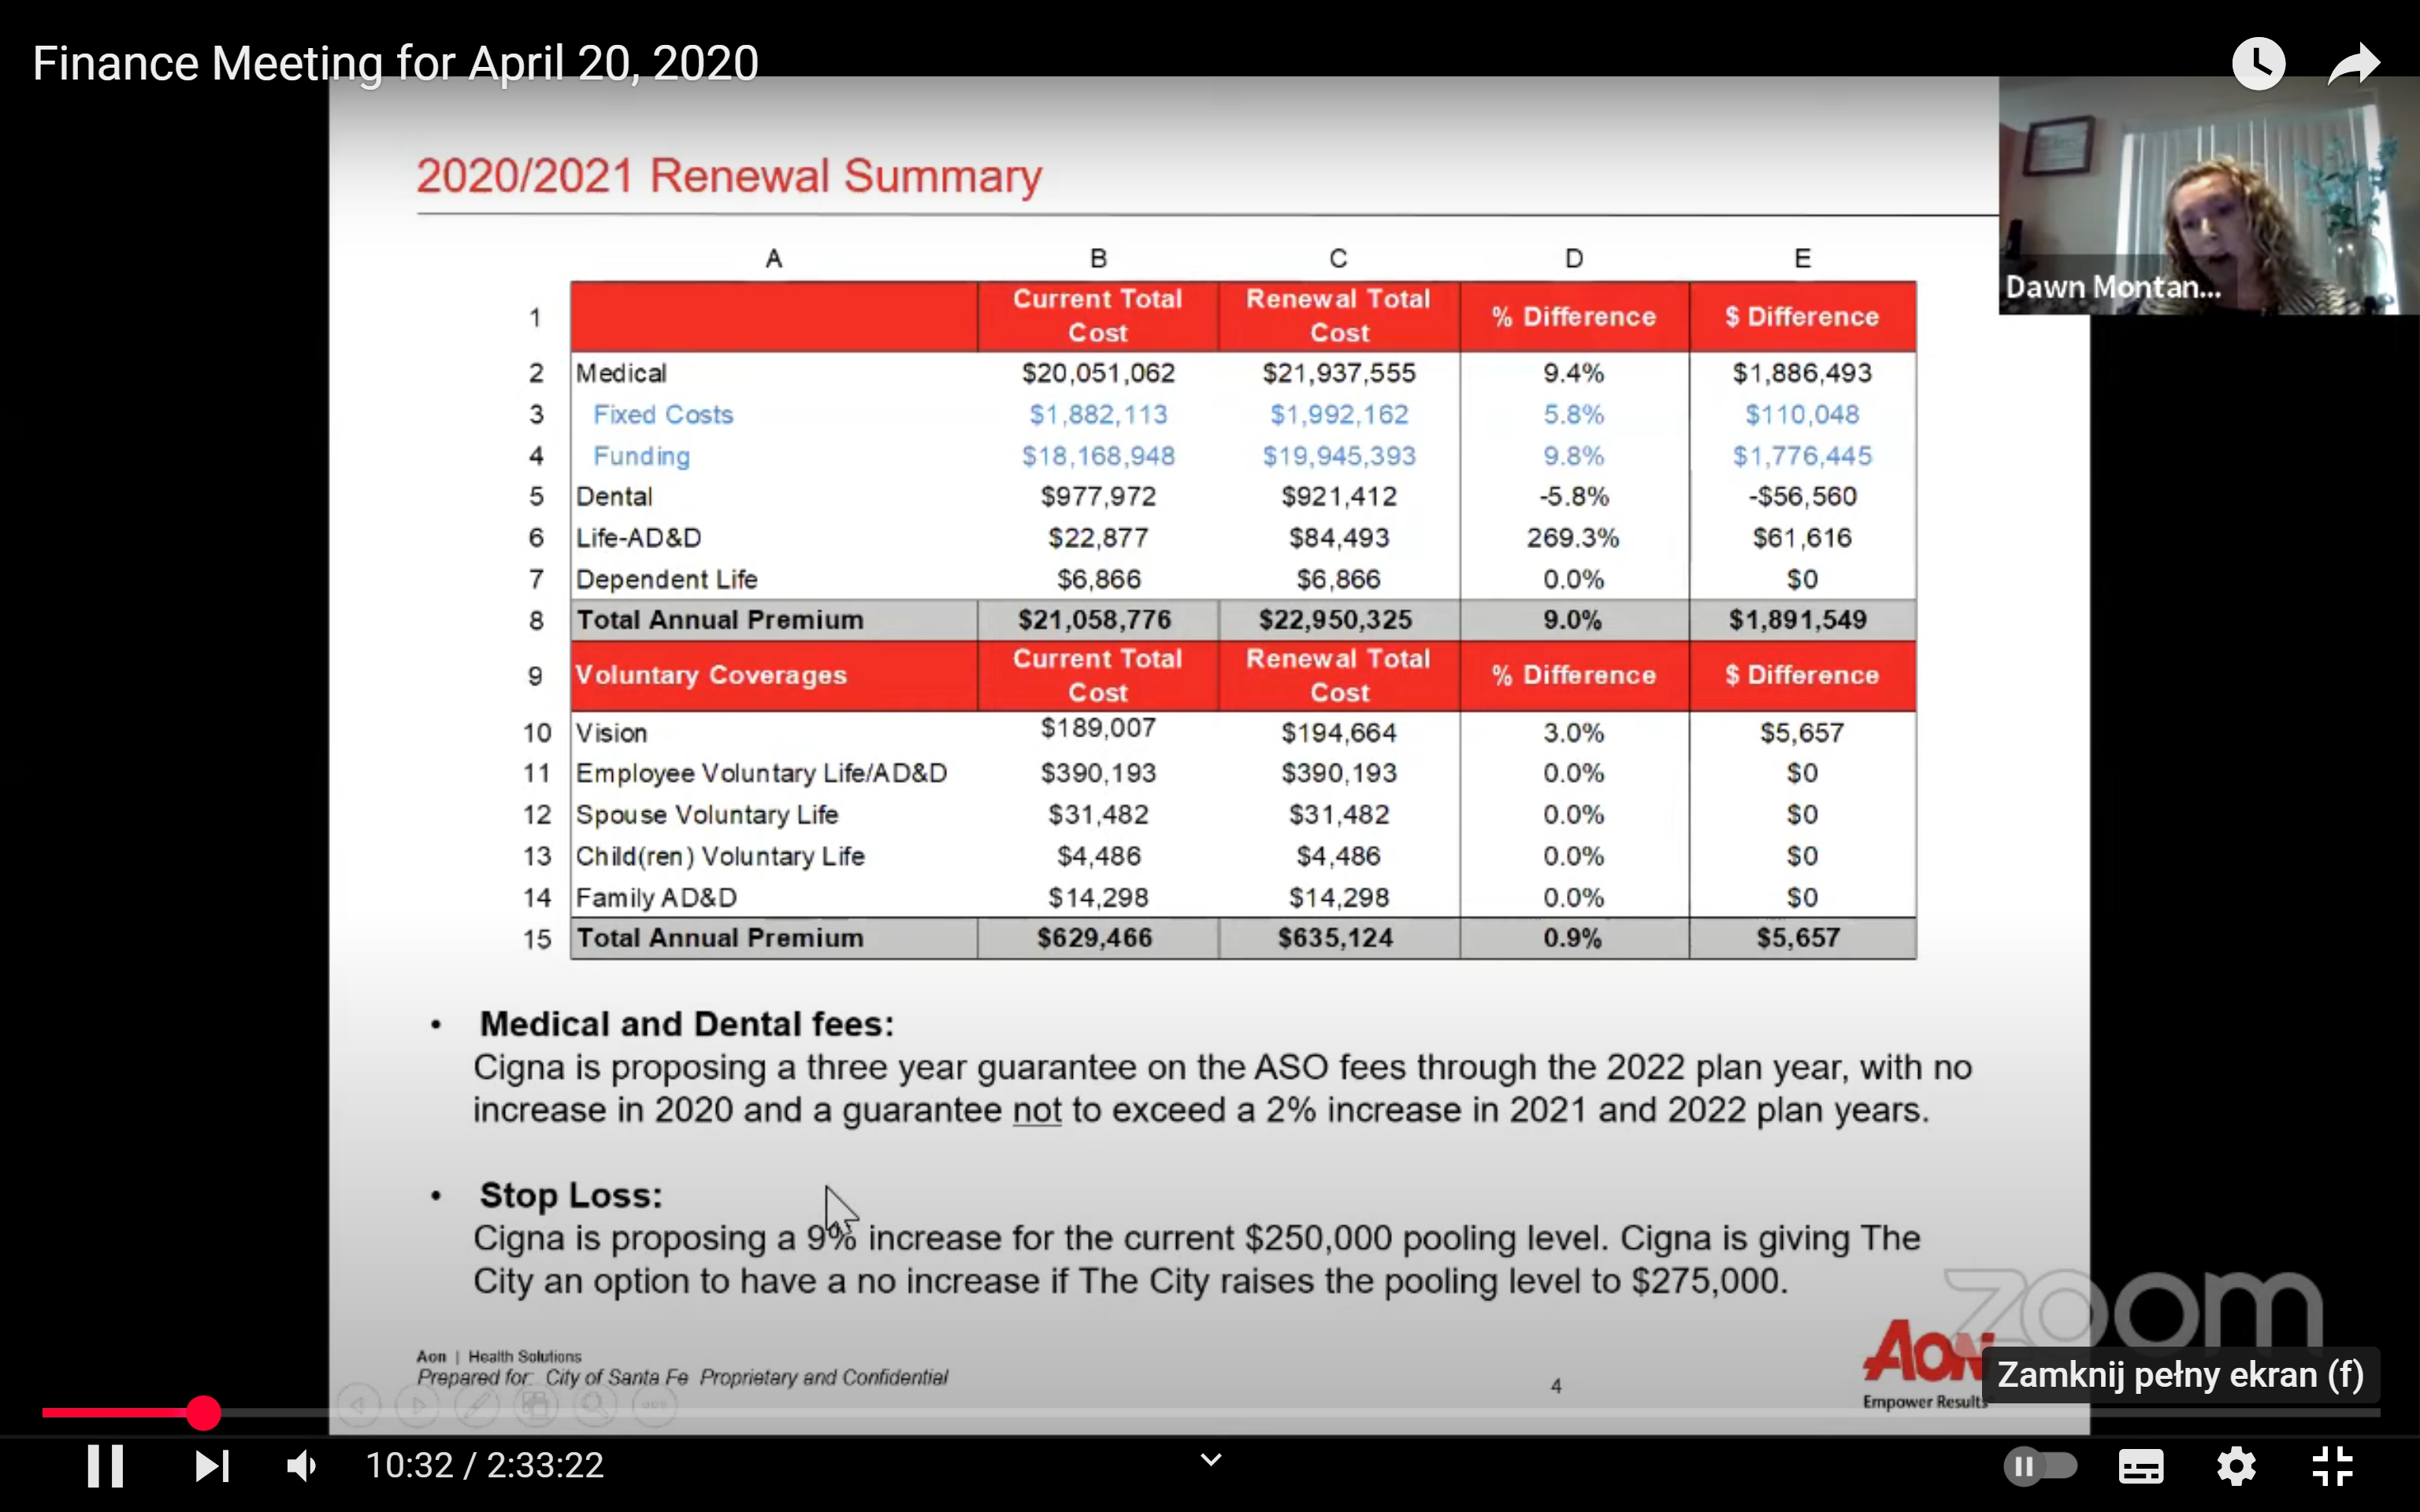 Finance Meeting for April 20, 2020
2020/2021 Renewal Summary
Dawn Montan...
A B C D E
1 Current Total Cost Renewal Total Cost % Difference $ Difference
2 Medical $20,051,062 $21,937,555 9.4% $1,886,493
3 Fixed Costs $1,882,113 $1,992,162 5.8% $110,048
4 Funding $18,168,948 $19,945,393 9.8% $1,776,445
5 Dental $977,972 $921,412 -5.8% -$56,560
6 Life-AD&D $22,877 $84,493 269.3% $61,616
7 Dependent Life $6,866 $6,866 0.0% $0
8 Total Annual Premium $21,058,776 $22,950,325 9.0% $1,891,549
9 Voluntary Coverages Current Total Cost Renewal Total Cost % Difference $ Difference
10 Vision $189,007 $194,664 3.0% $5,657
11 Employee Voluntary Life/AD&D $390,193 $390,193 0.0% $0
12 Spouse Voluntary Life $31,482 $31,482 0.0% $0
13 Child(ren) Voluntary Life $4,486 $4,486 0.0% $0
14 Family AD&D $14,298 $14,298 0.0% $0
15 Total Annual Premium $629,466 $635,124 0.9% $5,657
• Medical and Dental fees:
Cigna is proposing a three year guarantee on the ASO fees through the 2022 plan year, with no
increase in 2020 and a guarantee not to exceed a 2% increase in 2021 and 2022 plan years.
• Stop Loss:
Cigna is proposing a 9% increase for the current $250,000 pooling level. Cigna is giving The
City an option to have a no increase if The City raises the pooling level to $275,000.
zoom
Aon | Health Solutions
Prepared for: City of Santa Fe Proprietary and Confidential
4
Aon
Empower Results
Zamknij pełny ekran (f)
10:32 / 2:33:22